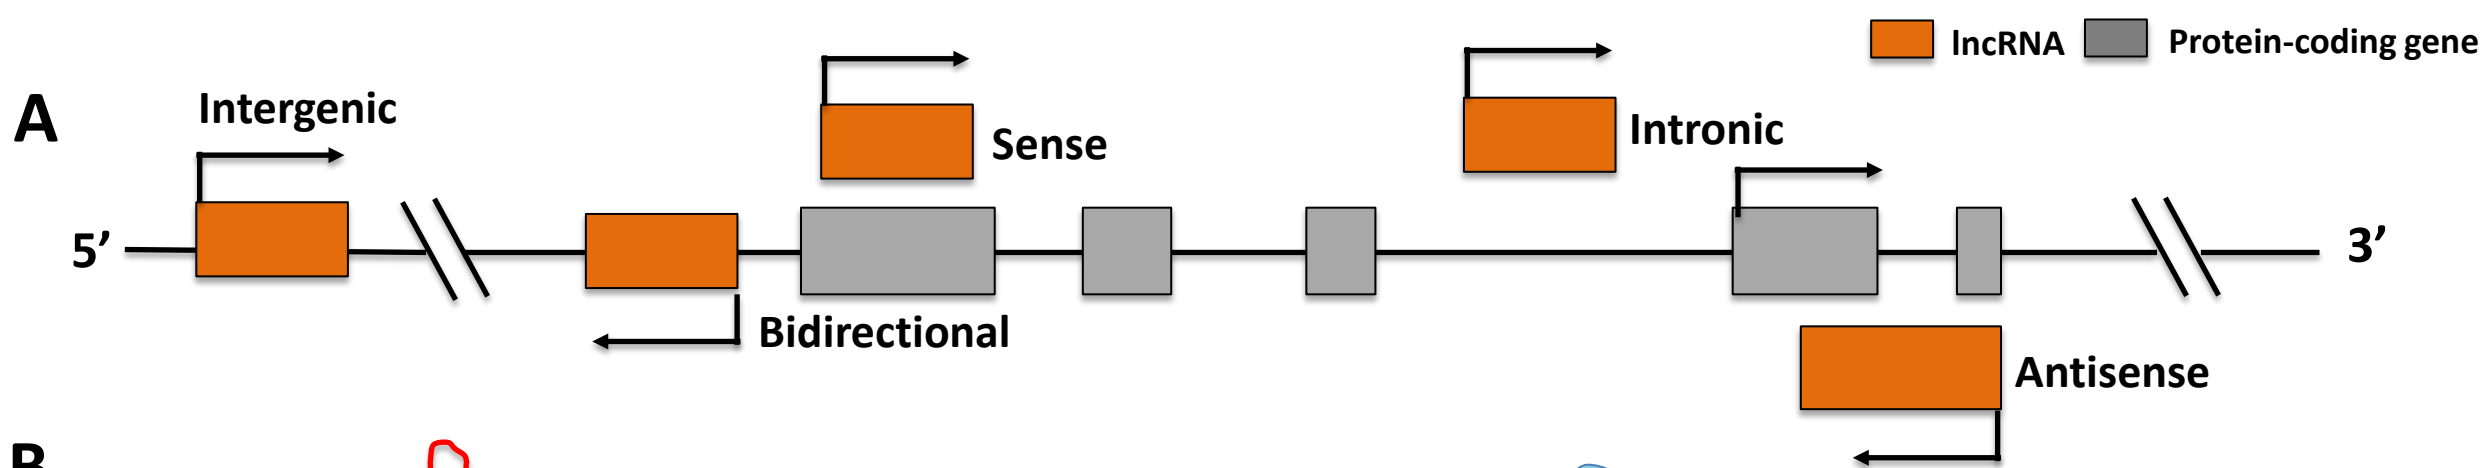 lncRNA
Protein-coding gene
A
Intergenic
Sense
Intronic
5’
3’
Bidirectional
Antisense
B